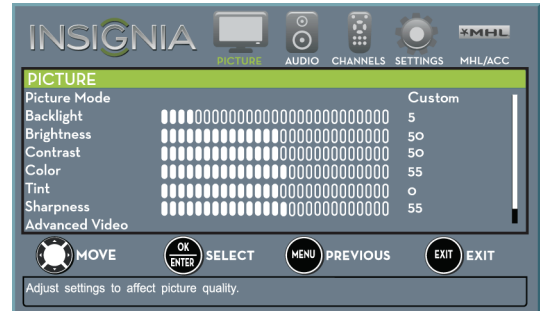 INSIGNIA
PICTURE AUDIO CHANNELS SETTINGS MHL MHL/ACC
PICTURE
Picture Mode Custom
Backlight 5
Brightness 50
Contrast 50
Color 55
Tint 0
Sharpness 55
Advanced Video
MOVE OK ENTER SELECT MENU PREVIOUS EXIT EXIT
Adjust settings to affect picture quality.